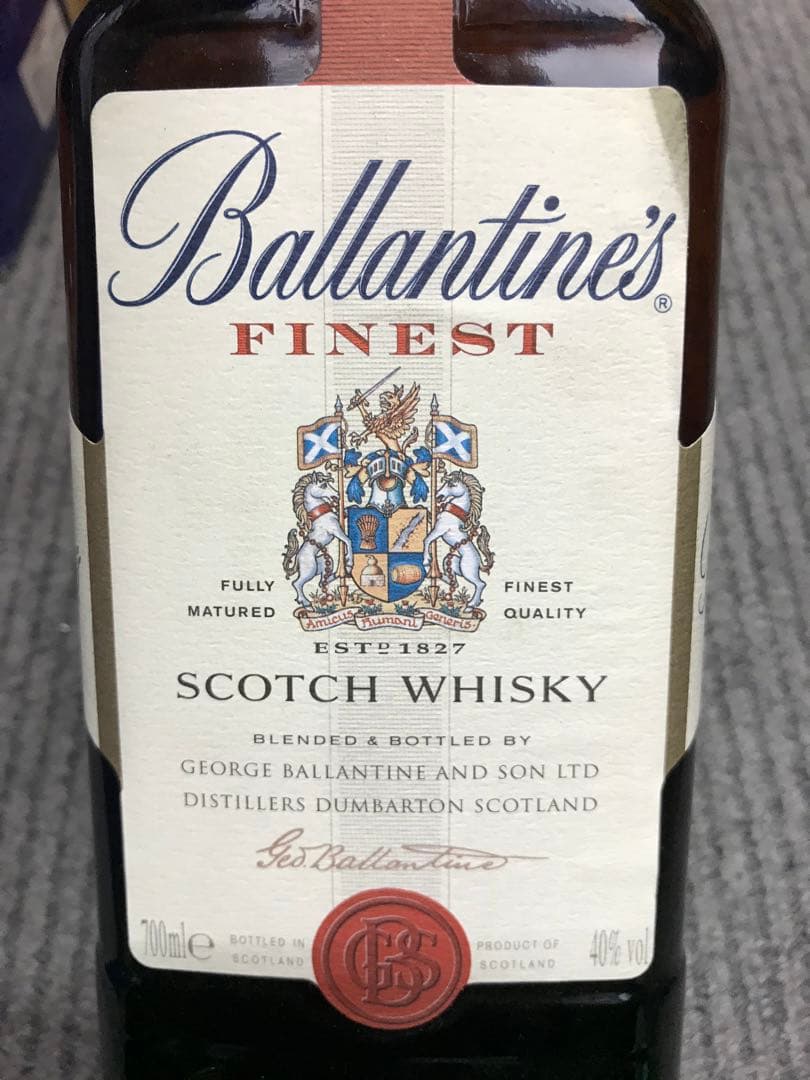 Ballantine's®
FINEST
FULLY MATURED
FINEST QUALITY
Amicus Humani Generis
ESTD 1827
SCOTCH WHISKY
BLENDED & BOTTLED BY
GEORGE BALLANTINE AND SON LTD
DISTILLERS DUMBARTON SCOTLAND
Geo. Ballantine
700ml e
BOTTLED IN SCOTLAND
GBS
PRODUCT OF SCOTLAND
40% vol